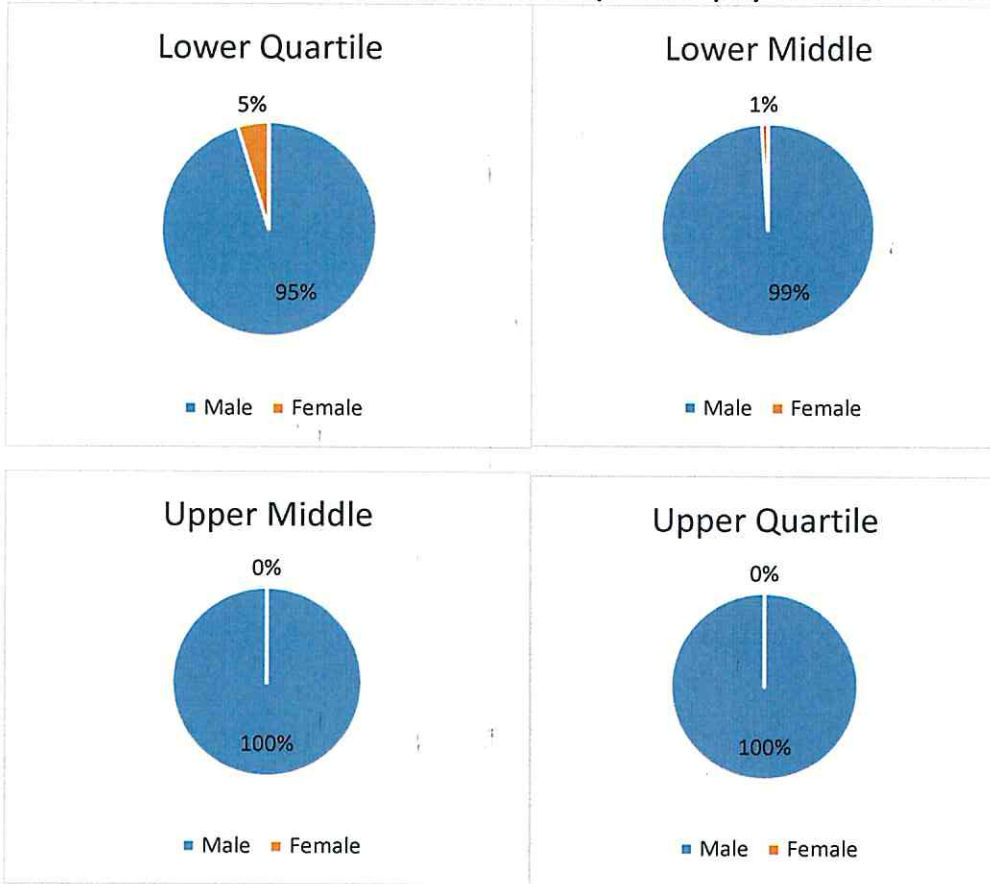 Lower Quartile
5%
95%
Male Female
Lower Middle
1%
99%
Male Female
Upper Middle
0%
100%
Male Female
Upper Quartile
0%
100%
Male Female